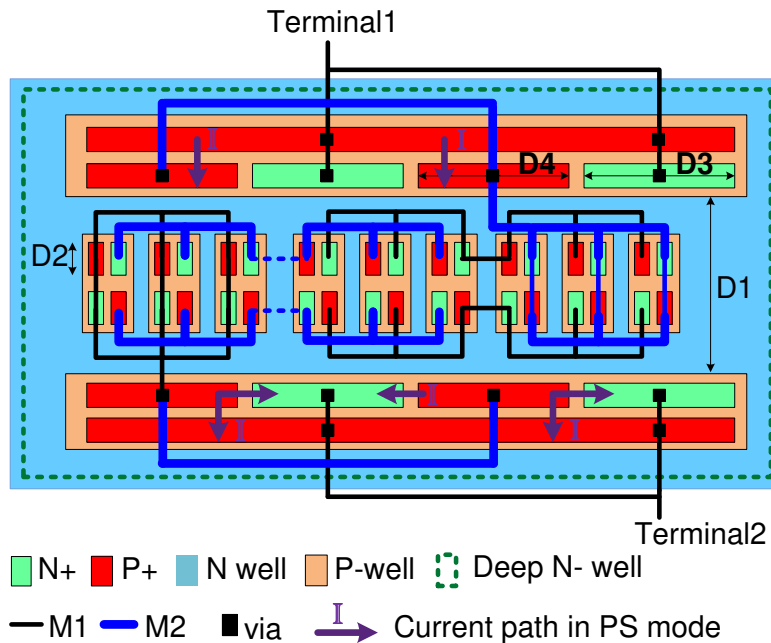 Terminal1
I
I
D4
D3
D2
D1
I
I
I
Terminal2
N+
P+
N well
P-well
Deep N- well
M1
M2
via
I
Current path in PS mode